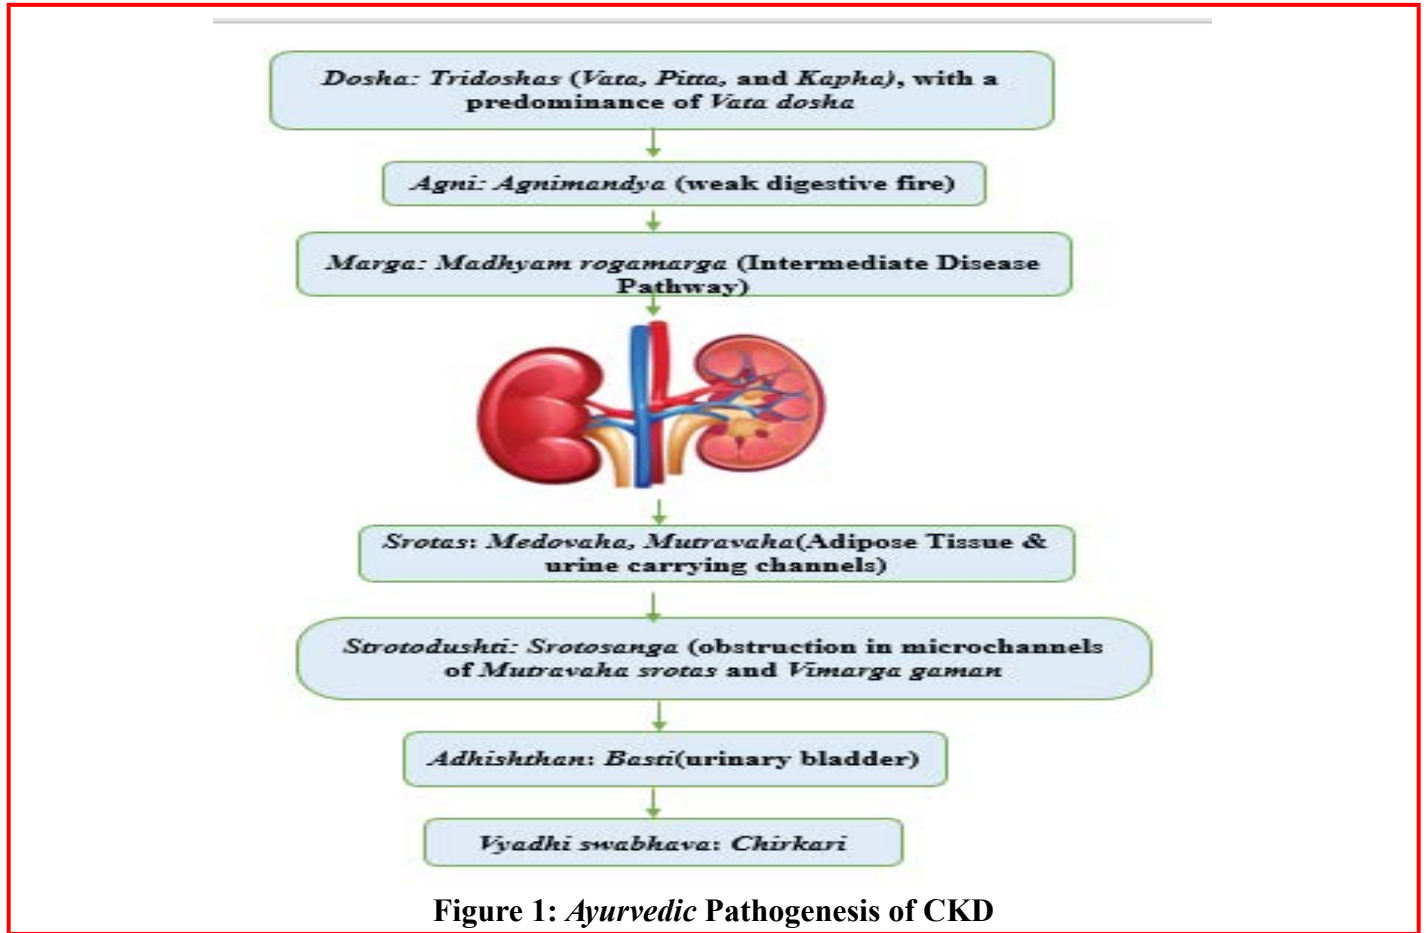 Dosha: Tridoshas (Vata, Pitta, and Kapha), with a
predominance of Vata dosha
Agni: Agnimandya (weak digestive fire)
Marga: Madhyam rogamarga (Intermediate Disease
Pathway)
Srotas: Medovaha, Mutravaha(Adipose Tissue &
urine carrying channels)
Strotodushti: Srotosanga (obstruction in microchannels
of Mutravaha srotas and Vimarga gaman
Adhishthan: Basti(urinary bladder)
Vyadhi swabhava: Chirkari
Figure 1: Ayurvedic Pathogenesis of CKD